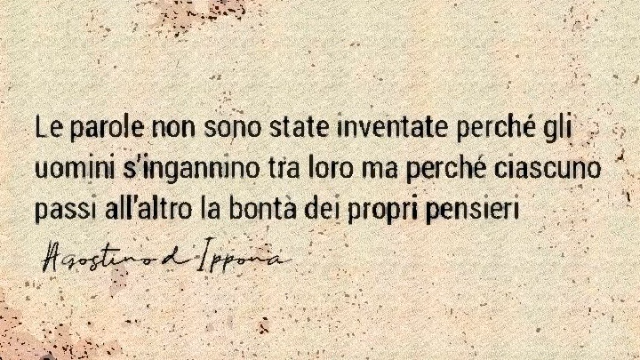 Le parole non sono state inventate perché gli
uomini s'ingannino tra loro ma perché ciascuno
passi all'altro la bontà dei propri pensieri
Agostino d Ippona